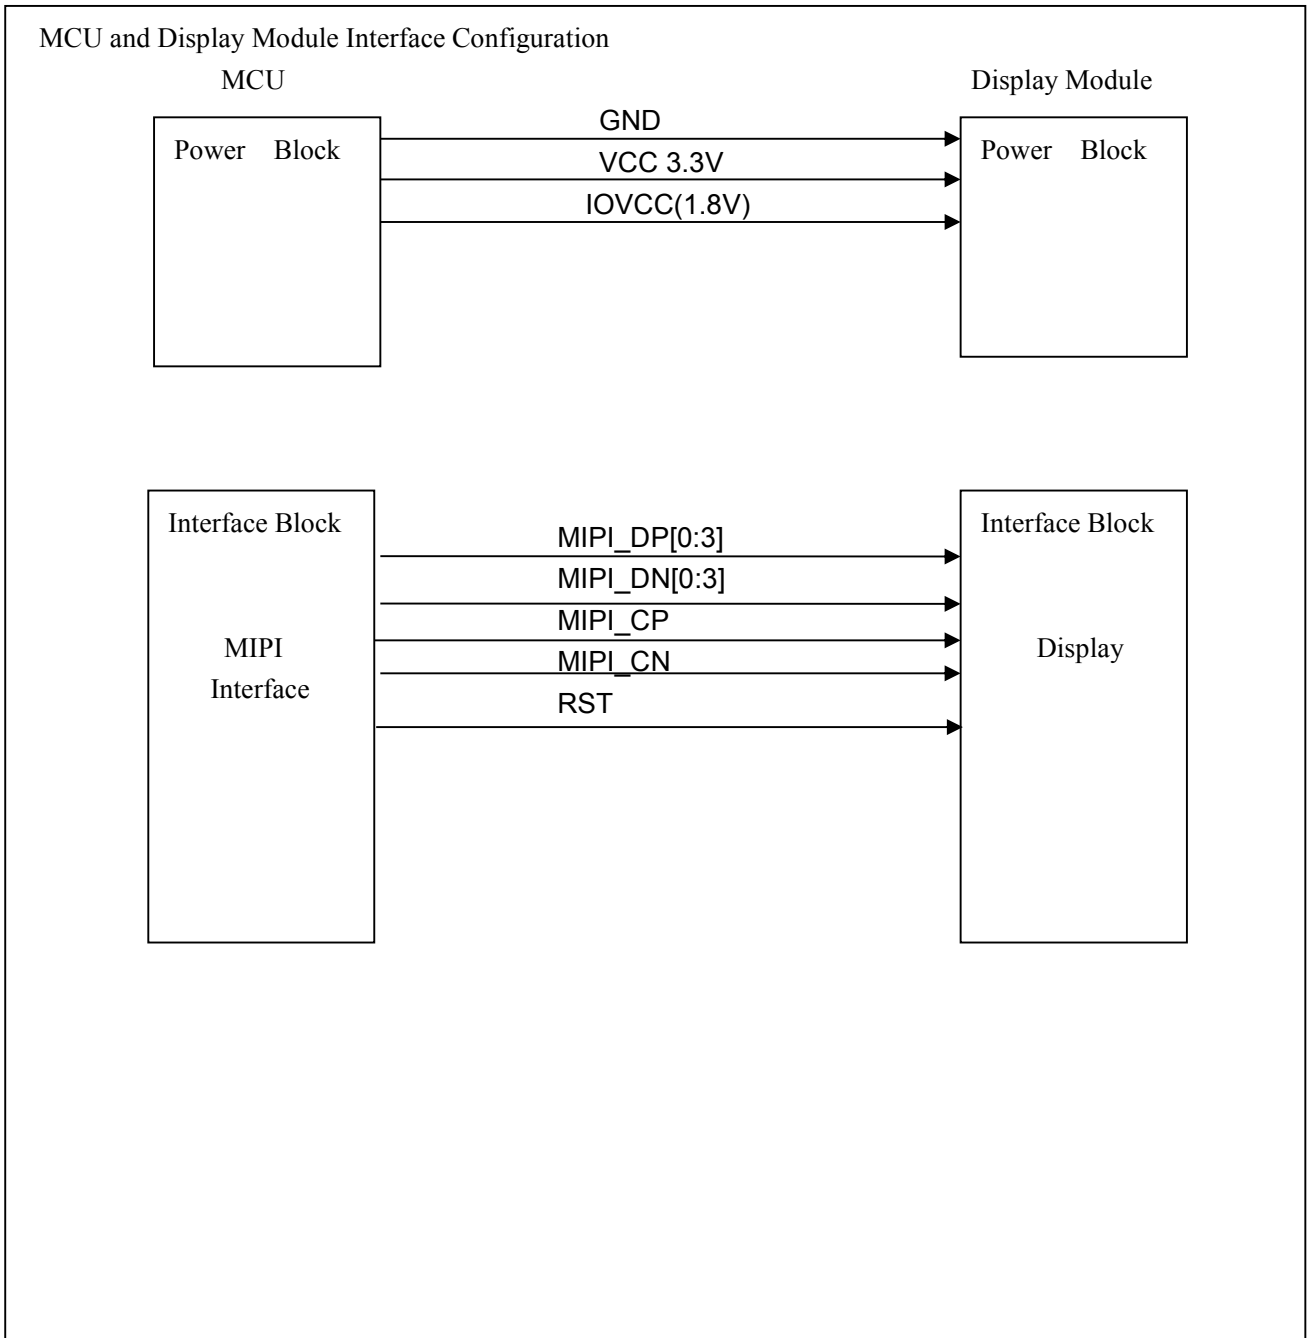 MCU and Display Module Interface Configuration
MCU
Display Module
GND
Power Block
Power Block
VCC 3.3V
IOVCC(1.8V)
Interface Block
Interface Block
MIPI_DP[0:3]
MIPI_DN[0:3]
MIPI_CP
MIPI
Interface
Display
MIPI_CN
RST